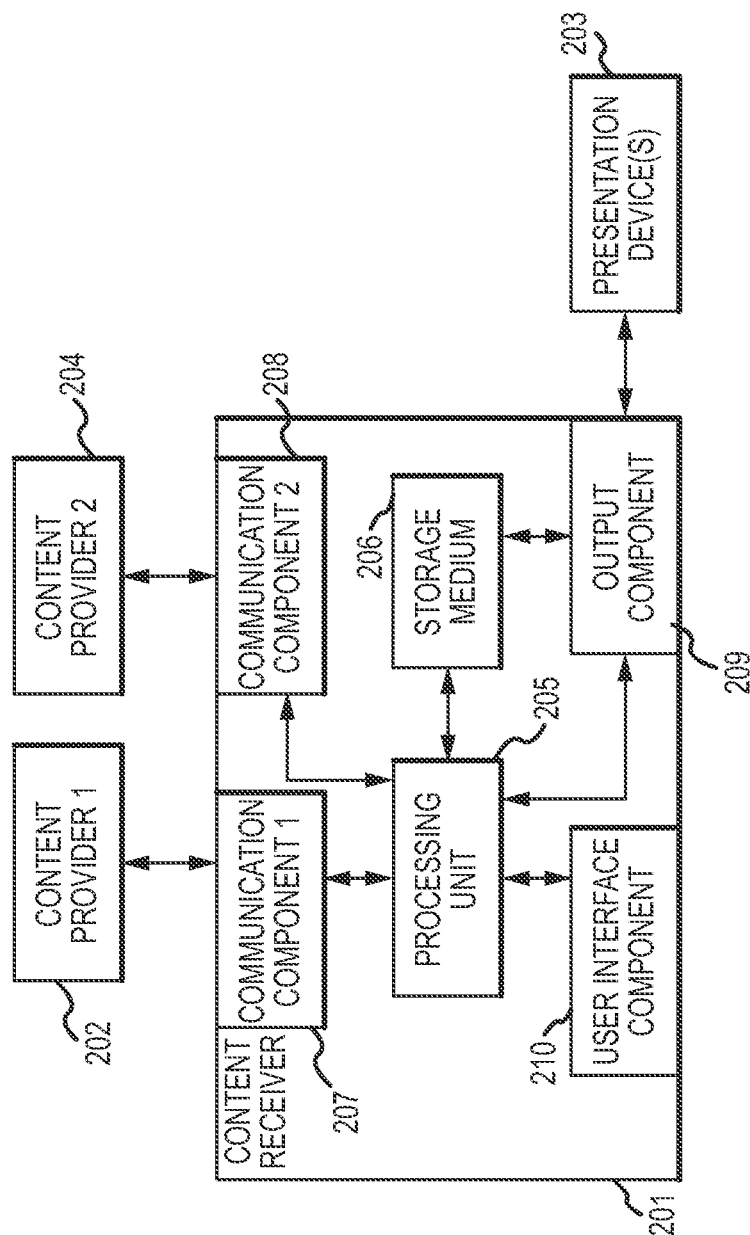 CONTENT
PROVIDER 1
202
CONTENT
PROVIDER 2
204
CONTENT
RECEIVER
COMMUNICATION
COMPONENT 1
207
COMMUNICATION
COMPONENT 2
208
PROCESSING
UNIT
205
206
STORAGE
MEDIUM
210
USER INTERFACE
COMPONENT
OUTPUT
COMPONENT
209
201
PRESENTATION
DEVICE(S)
203